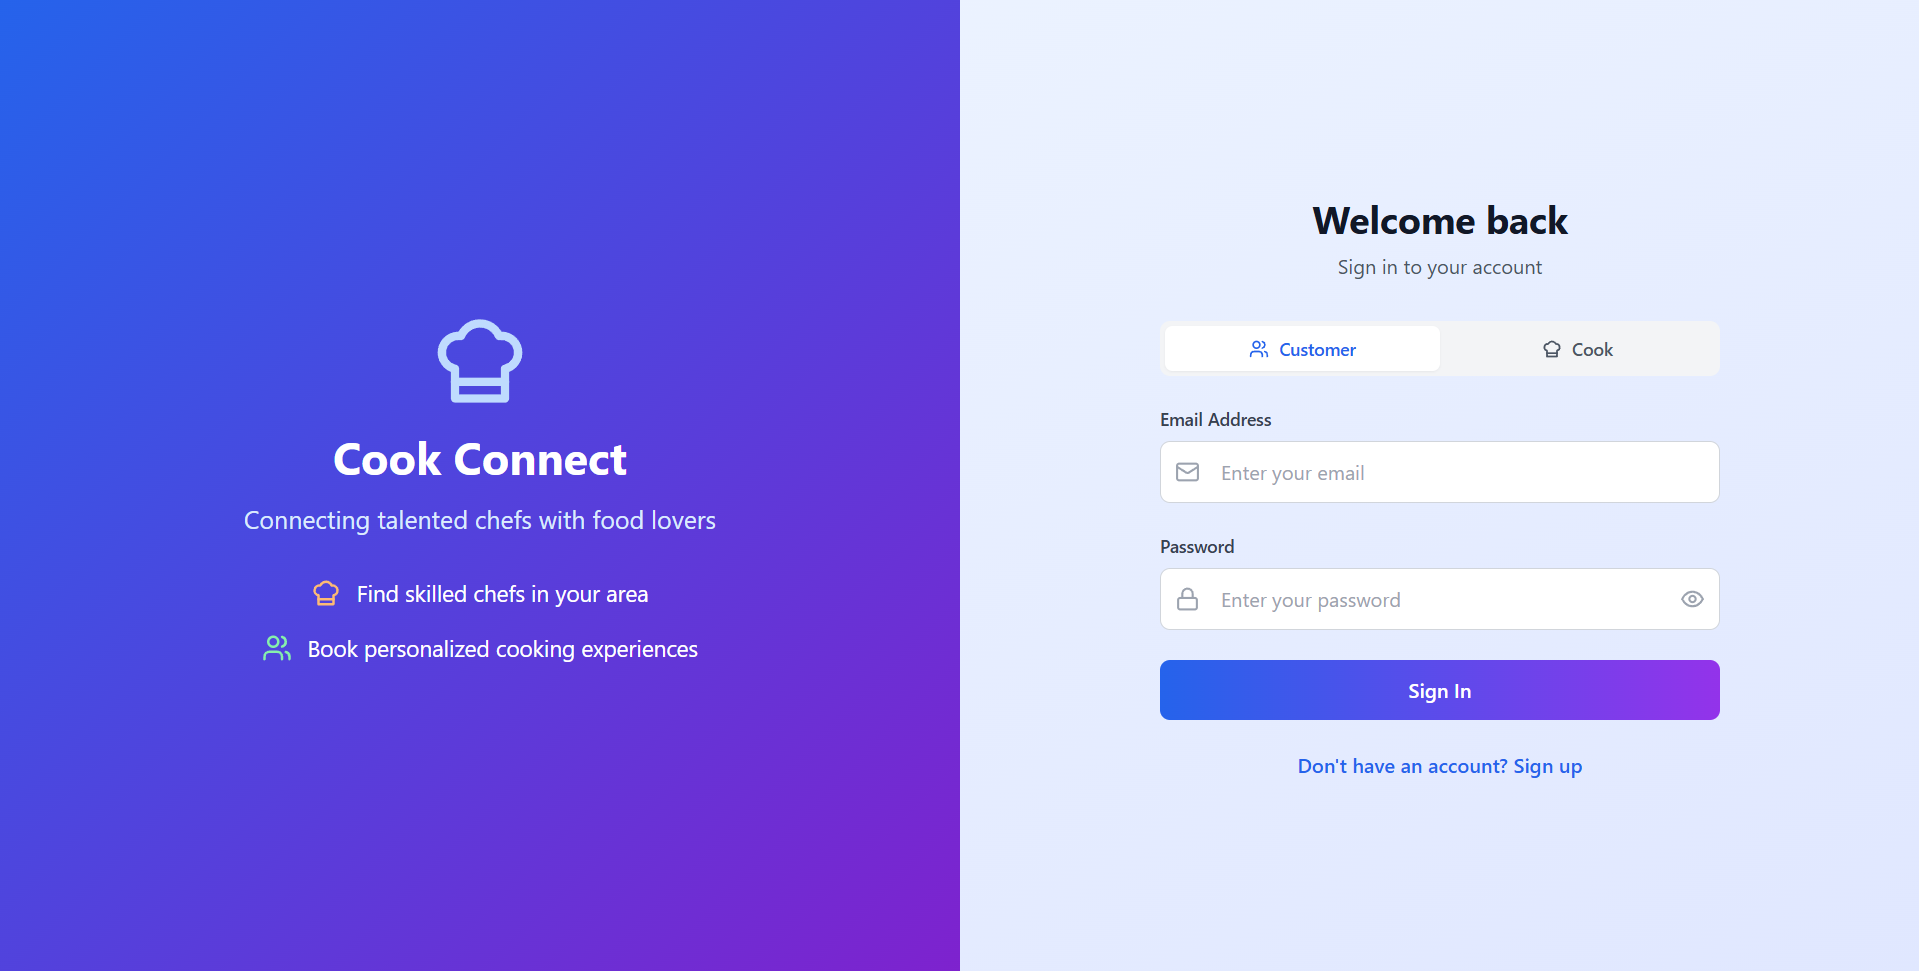 Cook Connect
Connecting talented chefs with food lovers
Find skilled chefs in your area
Book personalized cooking experiences
Welcome back
Sign in to your account
Customer
Cook
Email Address
Enter your email
Password
Enter your password
Sign In
Don't have an account? Sign up